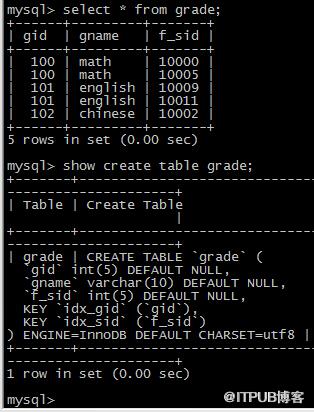 mysql> select * from grade;
+------+---------+-------+
| gid | gname | f_sid |
+------+---------+-------+
| 100 | math | 10000 |
| 100 | math | 10005 |
| 101 | english | 10009 |
| 101 | english | 10011 |
| 102 | chinese | 10002 |
+------+---------+-------+
5 rows in set (0.00 sec)
mysql> show create table grade;
+-------+--------------
---------------------+
| Table | Create Table
|
+-------+--------------
---------------------+
| grade | CREATE TABLE `grade` (
`gid` int(5) DEFAULT NULL,
`gname` varchar(10) DEFAULT NULL,
`f_sid` int(5) DEFAULT NULL,
KEY `idx_gid` (`gid`),
KEY `idx_sid` (`f_sid`)
) ENGINE=InnoDB DEFAULT CHARSET=utf8 |
+-------+--------------
---------------------+
1 row in set (0.00 sec)
mysql>
@ITPUB博客